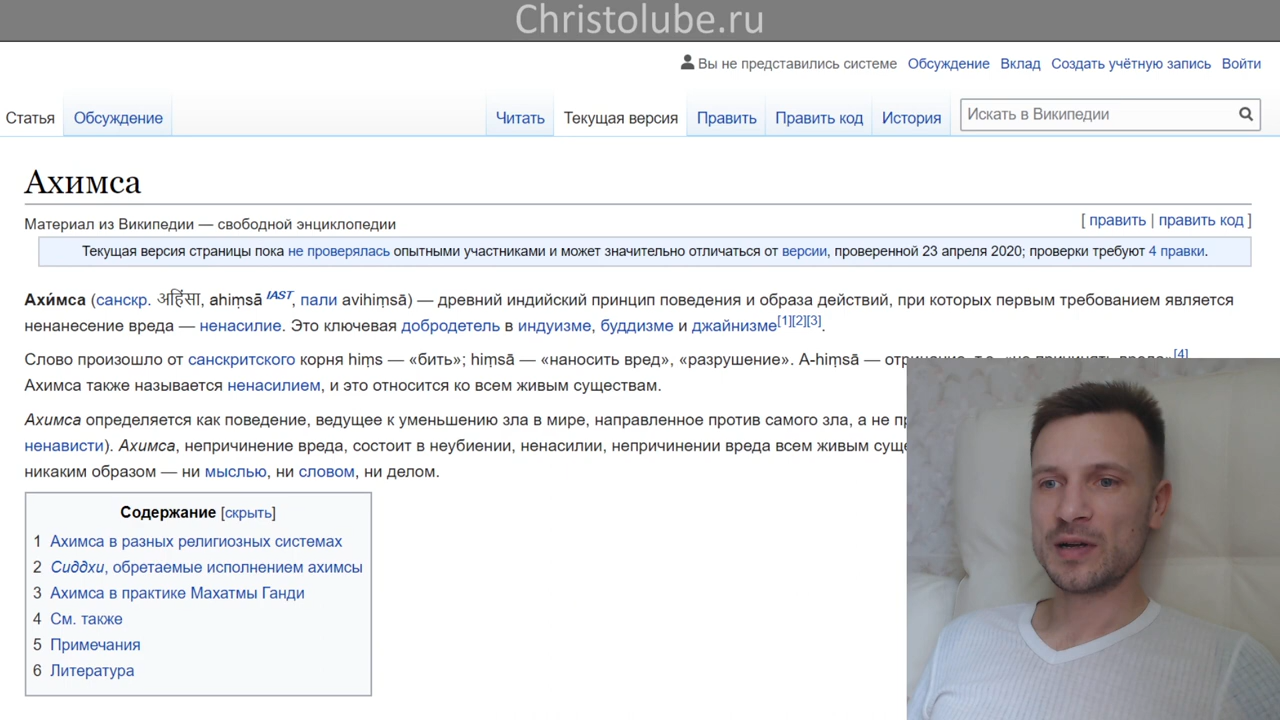 Christolube.ru
Вы не представились системе Обсуждение Вклад Создать учётную запись Войти
Статья Обсуждение Читать Текущая версия Править Править код История Искать в Википедии
Ахимса
Материал из Википедии — свободной энциклопедии [ править | править код ]
Текущая версия страницы пока не проверялась опытными участниками и может значительно отличаться от версии, проверенной 23 апреля 2020; проверки требуют 4 правки.
Ахи́мса (санскр. अहिंसा, ahiṃsā IAST, пали avihiṃsā) — древний индийский принцип поведения и образа действий, при которых первым требованием является
ненанесение вреда — ненасилие. Это ключевая добродетель в индуизме, буддизме и джайнизме[1][2][3].
Слово произошло от санскритского корня hiṃs — «бить»; hiṃsā — «наносить вред», «разрушение». A-hiṃsā — отрицание, т.е. «не причинять вреда»[4]
Ахимса также называется ненасилием, и это относится ко всем живым существам.
Ахимса определяется как поведение, ведущее к уменьшению зла в мире, направленное против самого зла, а не
ненависти). Ахимса, непричинение вреда, состоит в неубиении, ненасилии, непричинении вреда всем живым
никаким образом — ни мыслью, ни словом, ни делом.
Содержание [скрыть]
1 Ахимса в разных религиозных системах
2 Сиддхи, обретаемые исполнением ахимсы
3 Ахимса в практике Махатмы Ганди
4 См. также
5 Примечания
6 Литература